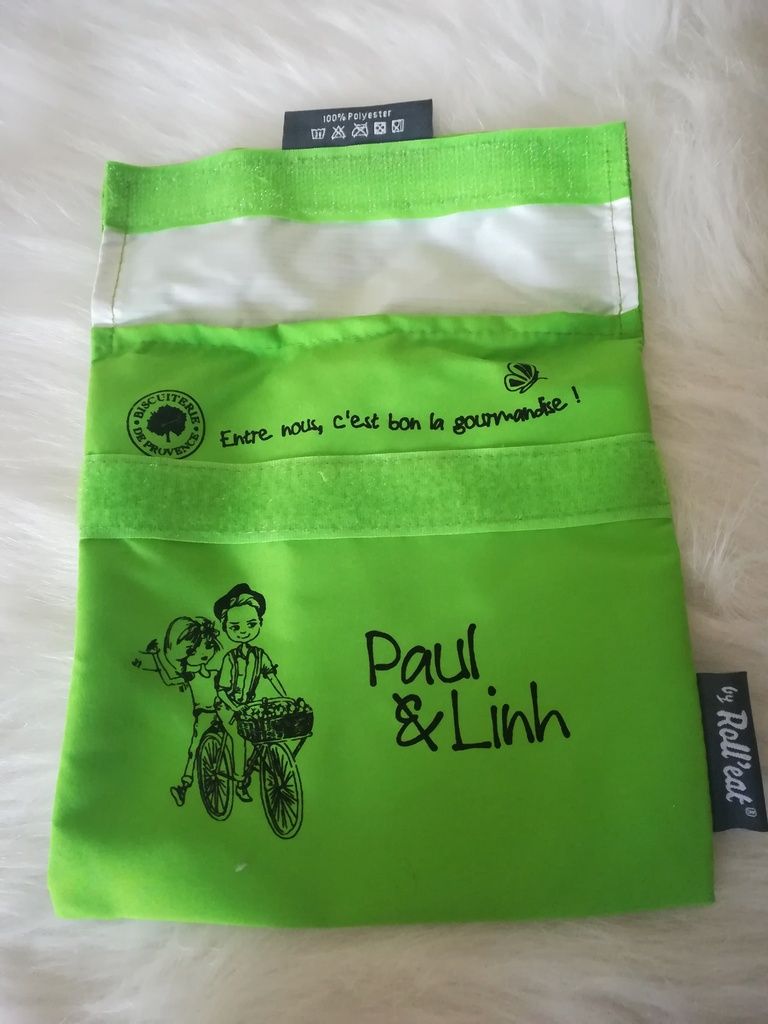 100% Polyester
BISCUITERIE
DE PROVENCE
Entre nous, c'est bon la gourmandise !
Paul
& Linh
by Roll'eat®